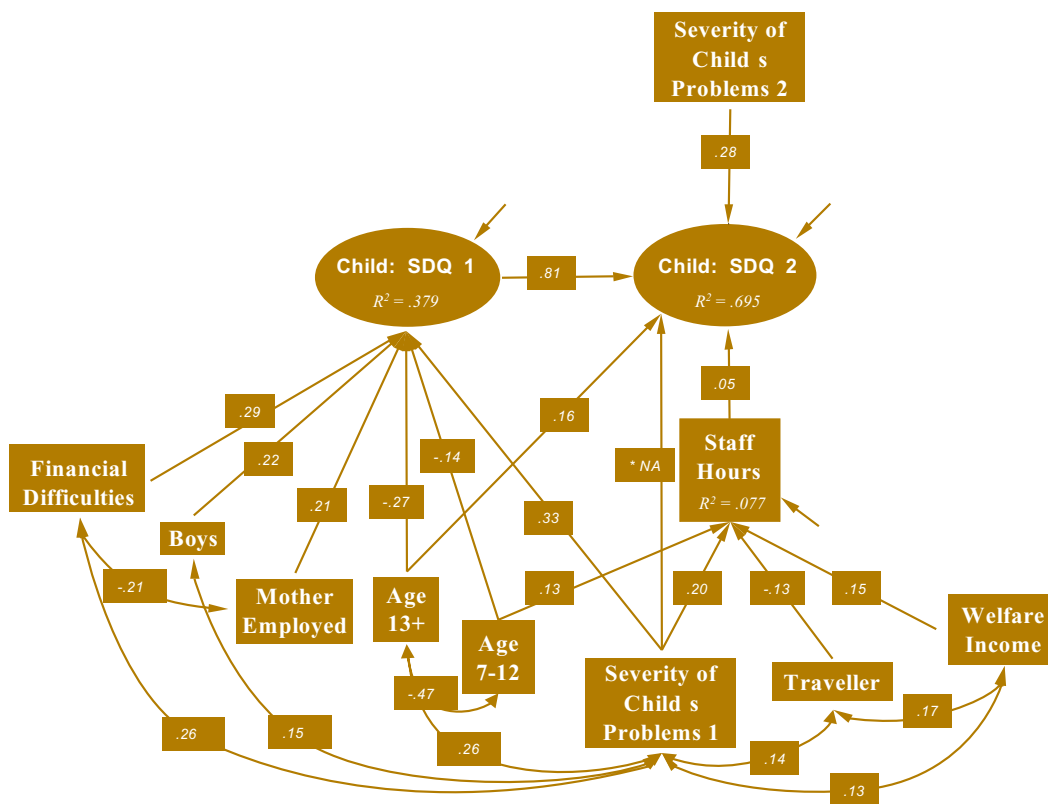 Severity of
Child s
Problems 2
.28
Child: SDQ 1
R² = .379
.81
Child: SDQ 2
R² = .695
.05
.29
.16
Staff
Hours
R² = .077
.22
-.14
* NA
Financial
Difficulties
.21
-.27
.33
Boys
-.21
Mother
Employed
Age
13+
.13
.20
-.13
.15
Welfare
Income
Age
7-12
Severity of
Child s
Problems 1
Traveller
-.47
.17
.26
.15
.26
.14
.13